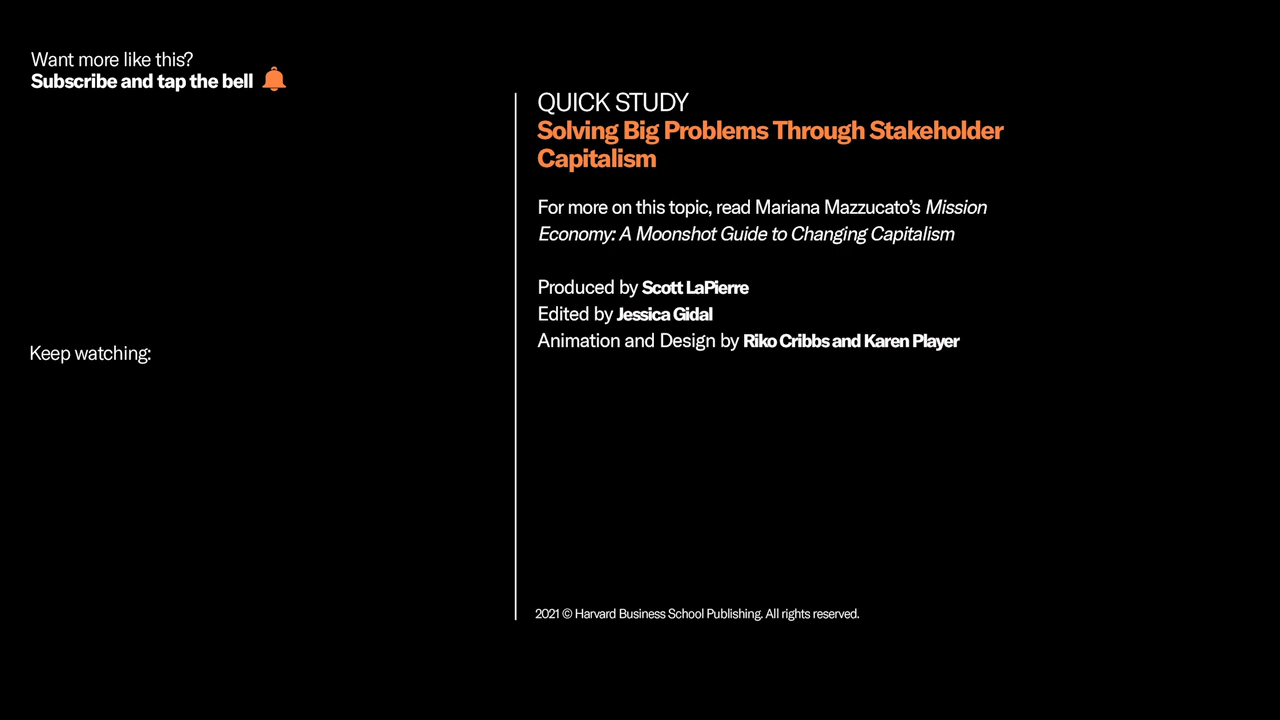 Want more like this?
Subscribe and tap the bell
QUICK STUDY
Solving Big Problems Through Stakeholder
Capitalism
For more on this topic, read Mariana Mazzucato’s Mission
Economy: A Moonshot Guide to Changing Capitalism
Produced by Scott LaPierre
Edited by Jessica Gidal
Animation and Design by Riko Cribbs and Karen Player
Keep watching:
2021 © Harvard Business School Publishing. All rights reserved.